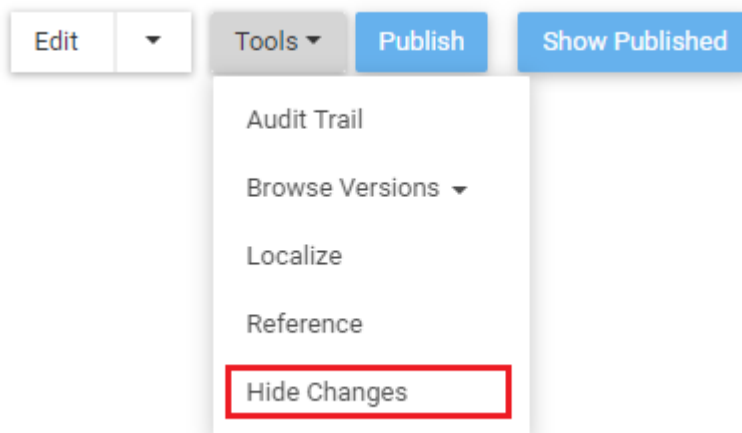 Edit Tools Publish Show Published
Audit Trail
Browse Versions
Localize
Reference
Hide Changes